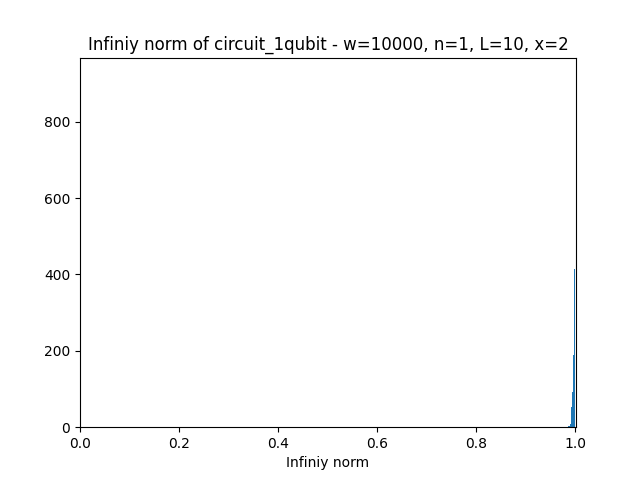 Infiniy norm of circuit_1qubit - w=10000, n=1, L=10, x=2
800
600
400
200
0
0.0 0.2 0.4 0.6 0.8 1.0
Infiniy norm